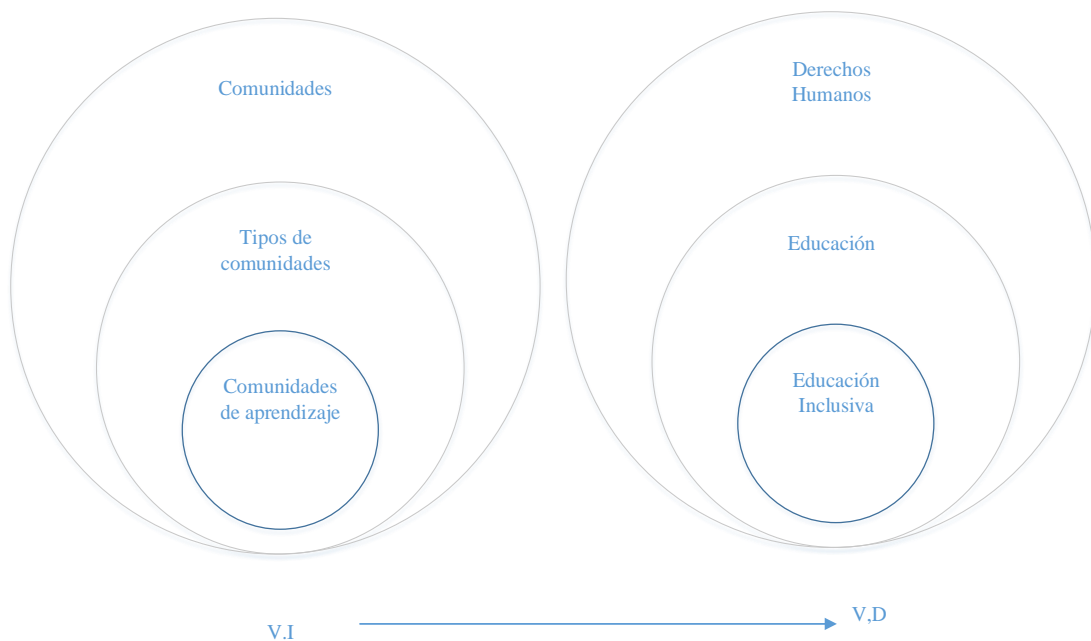 Comunidades
Tipos de
comunidades
Comunidades
de aprendizaje
Derechos
Humanos
Educación
Educación
Inclusiva
V.I
V,D